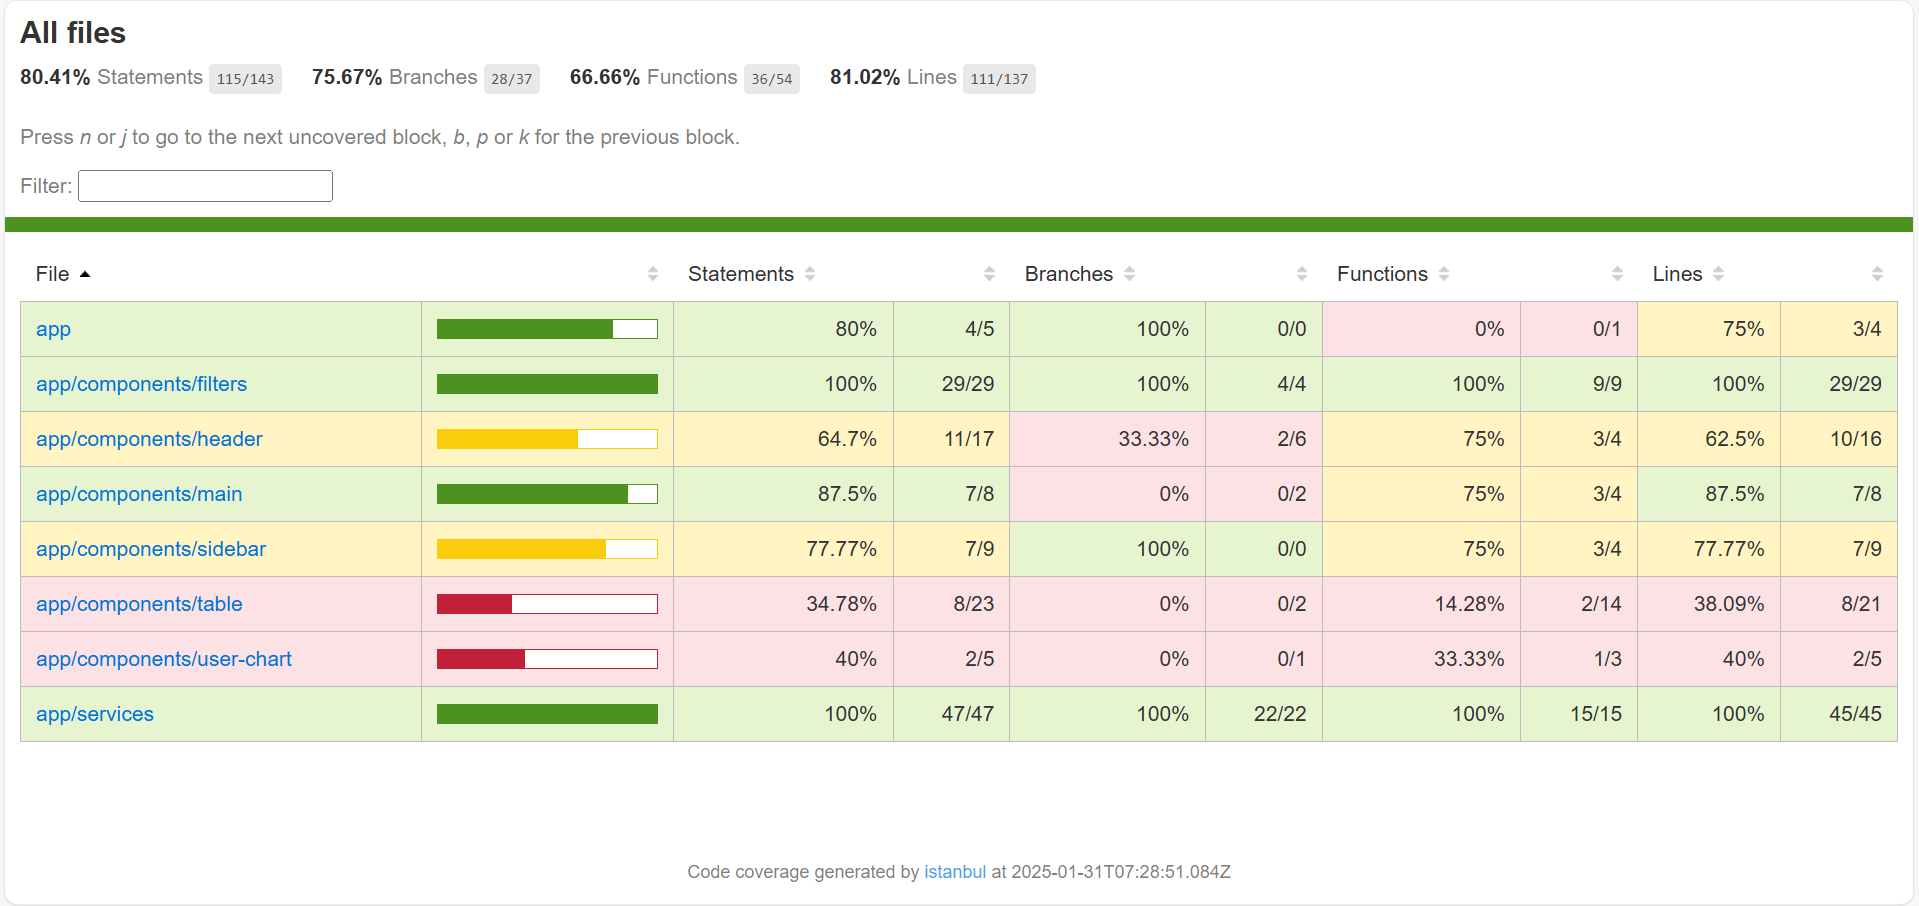 All files
80.41% Statements 115/143 75.67% Branches 28/37 66.66% Functions 36/54 81.02% Lines 111/137
Press n or j to go to the next uncovered block, b, p or k for the previous block.
Filter:
File Statements Branches Functions Lines
app 80% 4/5 100% 0/0 0% 0/1 75% 3/4
app/components/filters 100% 29/29 100% 4/4 100% 9/9 100% 29/29
app/components/header 64.7% 11/17 33.33% 2/6 75% 3/4 62.5% 10/16
app/components/main 87.5% 7/8 0% 0/2 75% 3/4 87.5% 7/8
app/components/sidebar 77.77% 7/9 100% 0/0 75% 3/4 77.77% 7/9
app/components/table 34.78% 8/23 0% 0/2 14.28% 2/14 38.09% 8/21
app/components/user-chart 40% 2/5 0% 0/1 33.33% 1/3 40% 2/5
app/services 100% 47/47 100% 22/22 100% 15/15 100% 45/45
Code coverage generated by istanbul at 2025-01-31T07:28:51.084Z